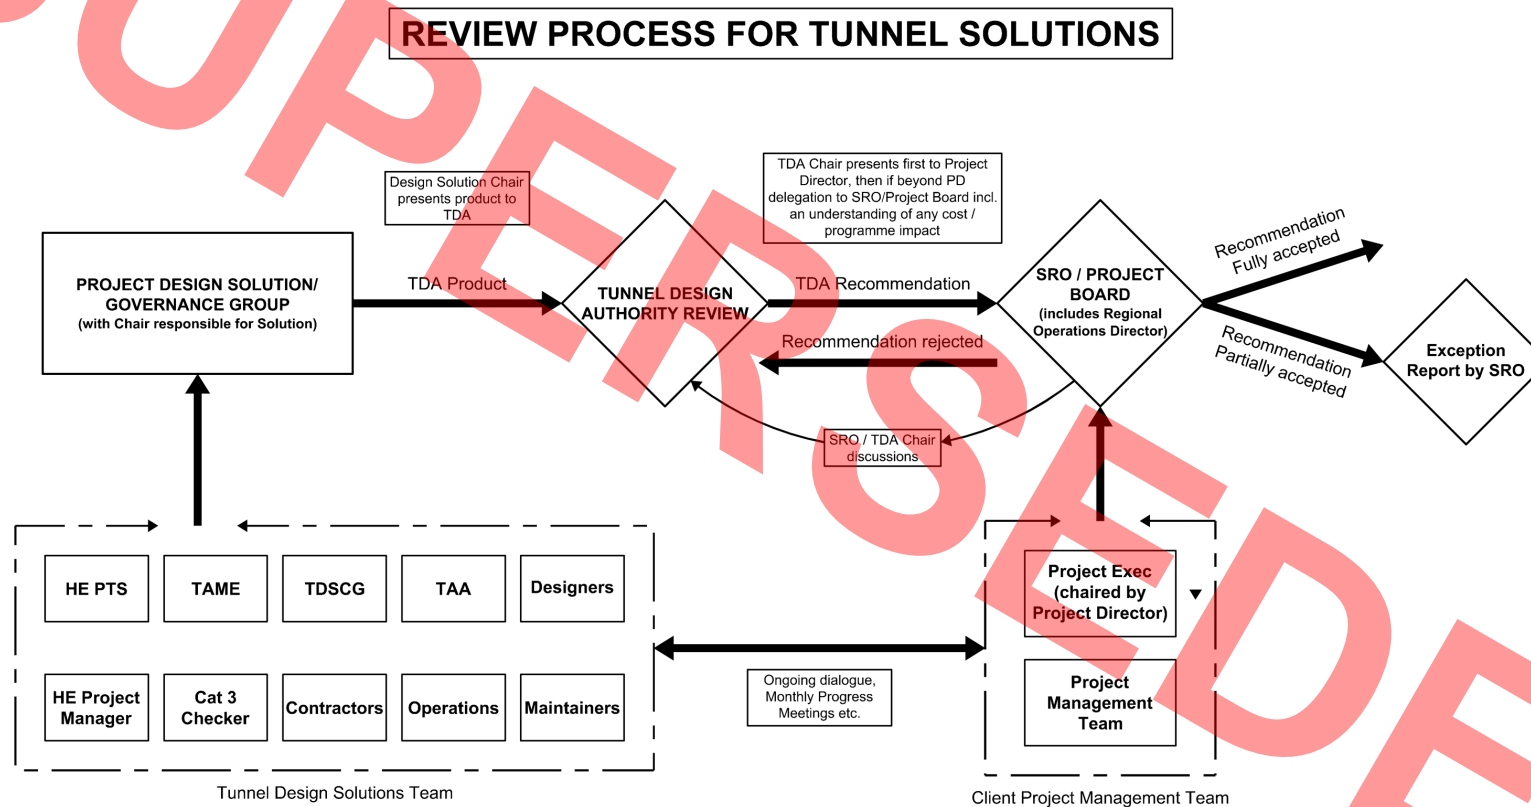 REVIEW PROCESS FOR TUNNEL SOLUTIONS
Design Solution Chair
presents product to
TDA
TDA Chair presents first to Project
Director, then if beyond PD
delegation to SRO/Project Board incl.
an understanding of any cost /
programme impact
PROJECT DESIGN SOLUTION/
GOVERNANCE GROUP
(with Chair responsible for Solution)
TDA Product
TUNNEL DESIGN
AUTHORITY REVIEW
TDA Recommendation
Recommendation rejected
SRO / TDA Chair
discussions
SRO / PROJECT
BOARD
(includes Regional
Operations Director)
Recommendation
Fully accepted
Recommendation
Partially accepted
Exception
Report by SRO
HE PTS
TAME
TDSCG
TAA
Designers
HE Project
Manager
Cat 3
Checker
Contractors
Operations
Maintainers
Tunnel Design Solutions Team
Ongoing dialogue,
Monthly Progress
Meetings etc.
Project Exec
(chaired by
Project Director)
Project
Management
Team
Client Project Management Team
SUPERSEDED